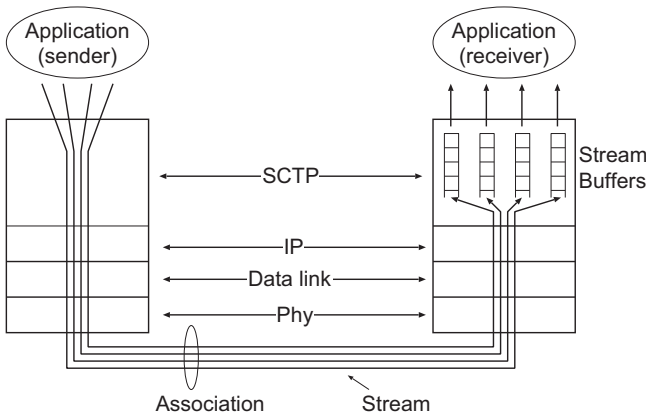 Application
(sender)
Application
(receiver)
Stream
Buffers
SCTP
IP
Data link
Phy
Association
Stream